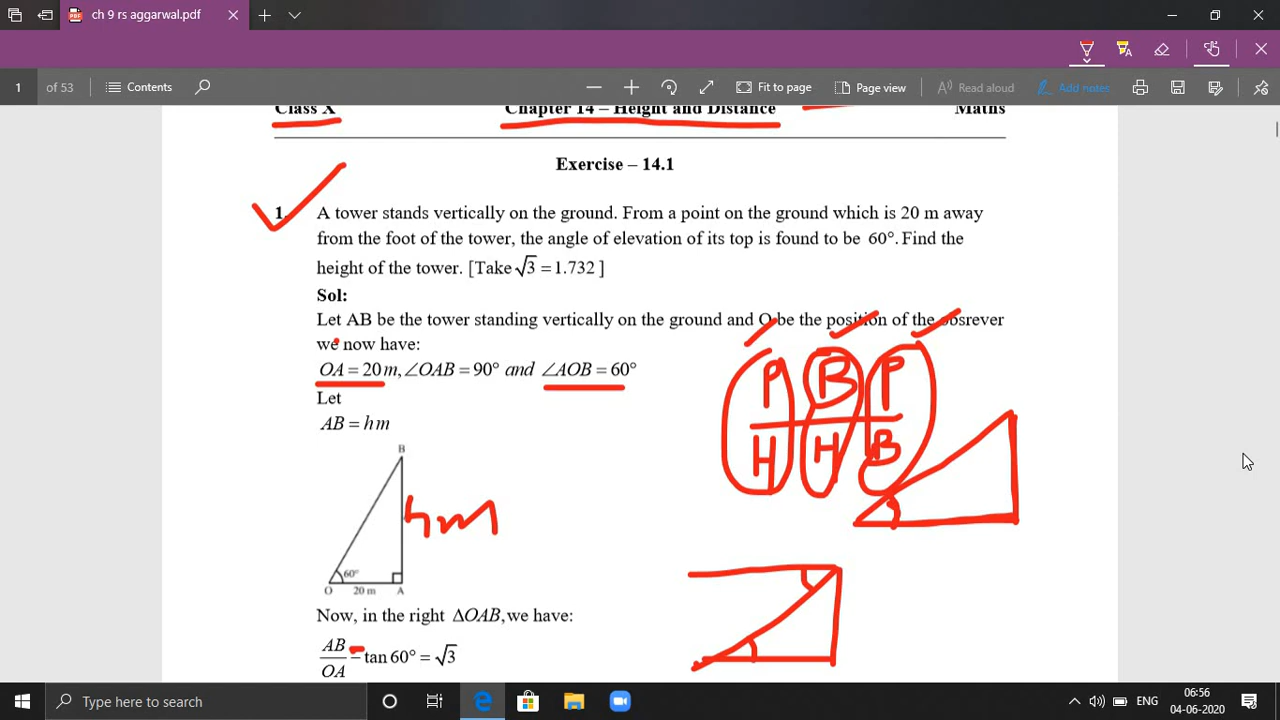 ch 9 rs aggarwal.pdf
1 of 53 Contents Fit to page Page view Read aloud Add notes
Class X Chapter 14 – Height and Distance Maths
Exercise – 14.1
1. A tower stands vertically on the ground. From a point on the ground which is 20 m away
from the foot of the tower, the angle of elevation of its top is found to be 60°. Find the
height of the tower. [Take √3 = 1.732 ]
Sol:
Let AB be the tower standing vertically on the ground and O be the position of the obsrever
we now have:
OA = 20 m, ∠OAB = 90° and ∠AOB = 60°
Let
AB = h m
P B P
H H B
B
hm
60°
O 20 m A
Now, in the right ΔOAB, we have:
AB/OA = tan 60° = √3
Type here to search
ENG
06:56
04-06-2020